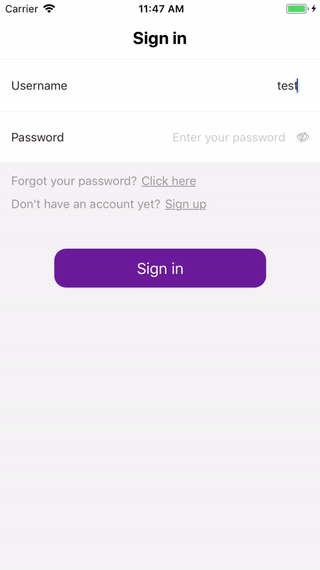 Carrier 11:47 AM
Sign in
Username test
Password Enter your password
Forgot your password? Click here
Don't have an account yet? Sign up
Sign in